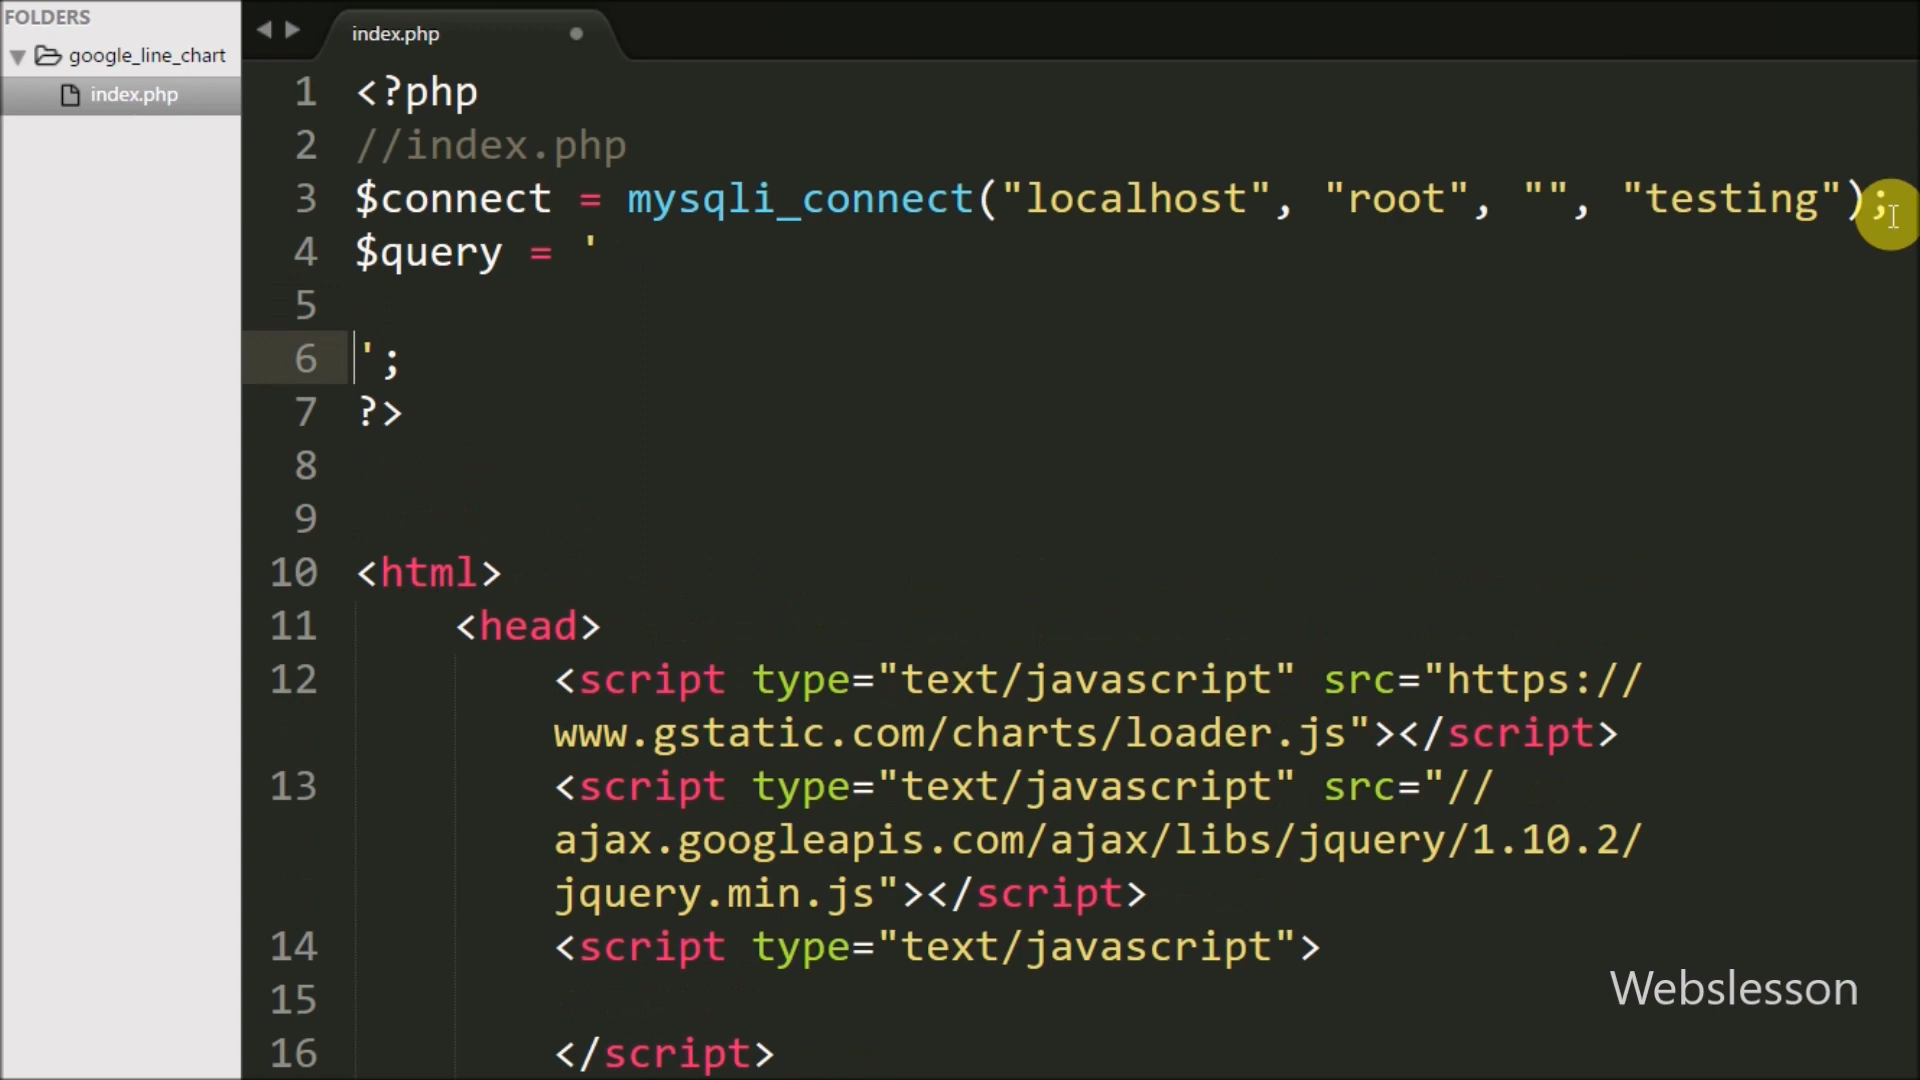 FOLDERS
google_line_chart
index.php
index.php
1 <?php
2 //index.php
3 $connect = mysqli_connect("localhost", "root", "", "testing");
4 $query = '
5
6 ';
7 ?>
8
9
10 <html>
11 <head>
12 <script type="text/javascript" src="https://
www.gstatic.com/charts/loader.js"></script>
13 <script type="text/javascript" src="//
ajax.googleapis.com/ajax/libs/jquery/1.10.2/
jquery.min.js"></script>
14 <script type="text/javascript">
15
16 </script>
Webslesson